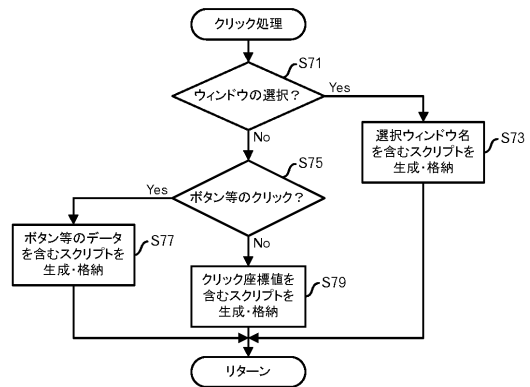 クリック処理
S71
ウィンドウの選択？
Yes
No
選択ウィンドウ名
を含むスクリプトを
生成・格納
S73
S75
ボタン等のクリック？
Yes
No
ボタン等のデータ
を含むスクリプトを
生成・格納
S77
クリック座標値を
含むスクリプトを
生成・格納
S79
リターン